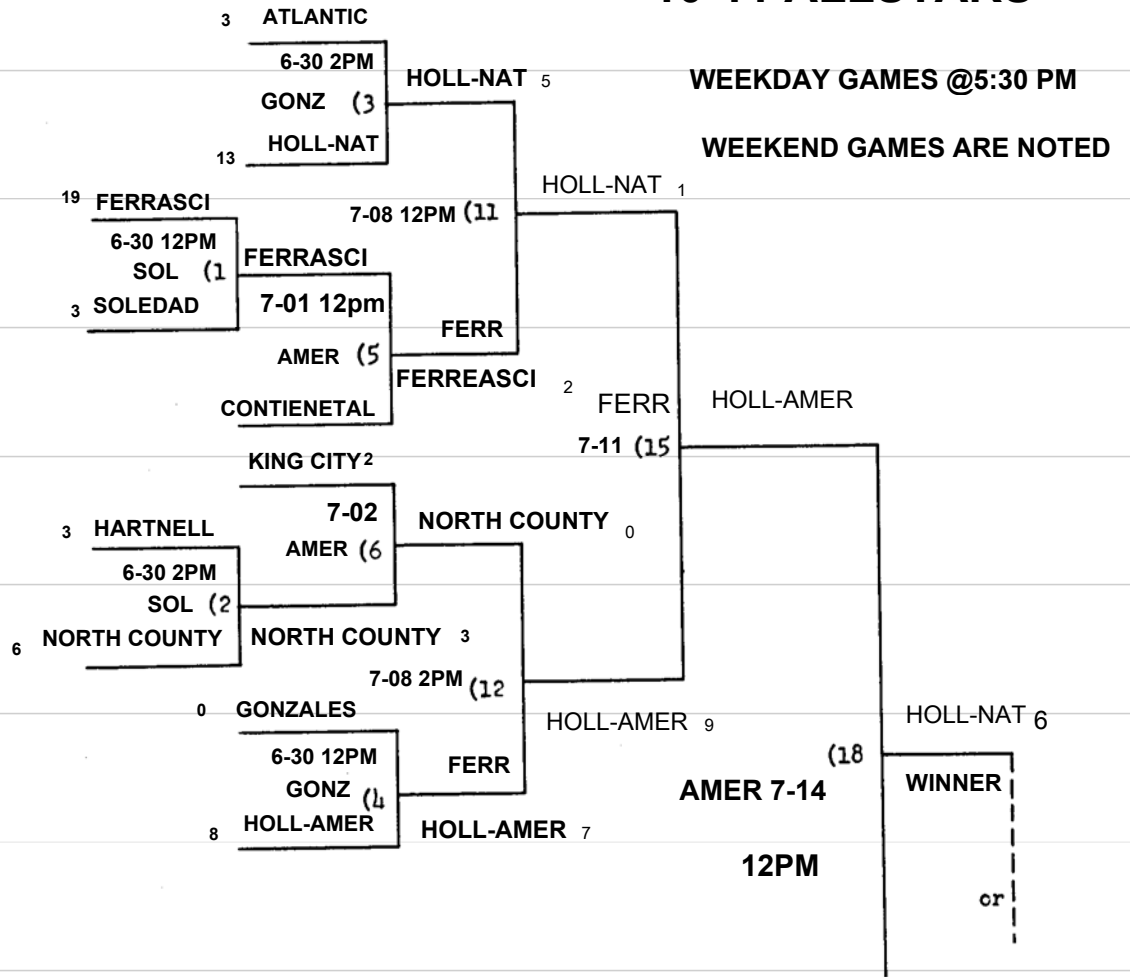 3 ATLANTIC
6-30 2PM
HOLL-NAT 5
WEEKDAY GAMES @5:30 PM
GONZ (3
HOLL-NAT
13
WEEKEND GAMES ARE NOTED
HOLL-NAT 1
19 FERRASCI
7-08 12PM (11
6-30 12PM
SOL (1
FERRASCI
3 SOLEDAD
7-01 12pm
FERR
AMER (5
FERREASCI 2
CONTIENETAL
FERR
HOLL-AMER
7-11 (15
KING CITY 2
7-02
NORTH COUNTY 0
3 HARTNELL
AMER (6
6-30 2PM
SOL (2
6 NORTH COUNTY
NORTH COUNTY 3
7-08 2PM (12
0 GONZALES
HOLL-AMER 9
HOLL-NAT 6
6-30 12PM
FERR
(18
GONZ (4
AMER 7-14
WINNER
8 HOLL-AMER
HOLL-AMER 7
12PM
or